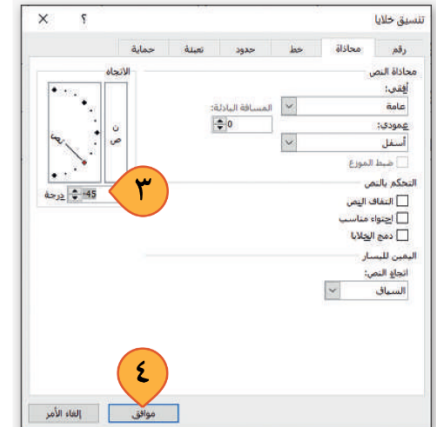 تنسيق خلايا ؟ ×
رقم محاذاة خط حدود تعبئة حماية
محاذاة النص
أفقي:
عامة
المسافة البادئة:
0
عمودي:
أسفل
ضبط الموزع
التحكم بالنص
التفاف النص
احتواء مناسب
دمج الخلايا
اليمين لليسار
اتجاه النص:
السياق
الاتجاه
ن
ص
نص
-45 درجة
٣
٤
موافق
إلغاء الأمر